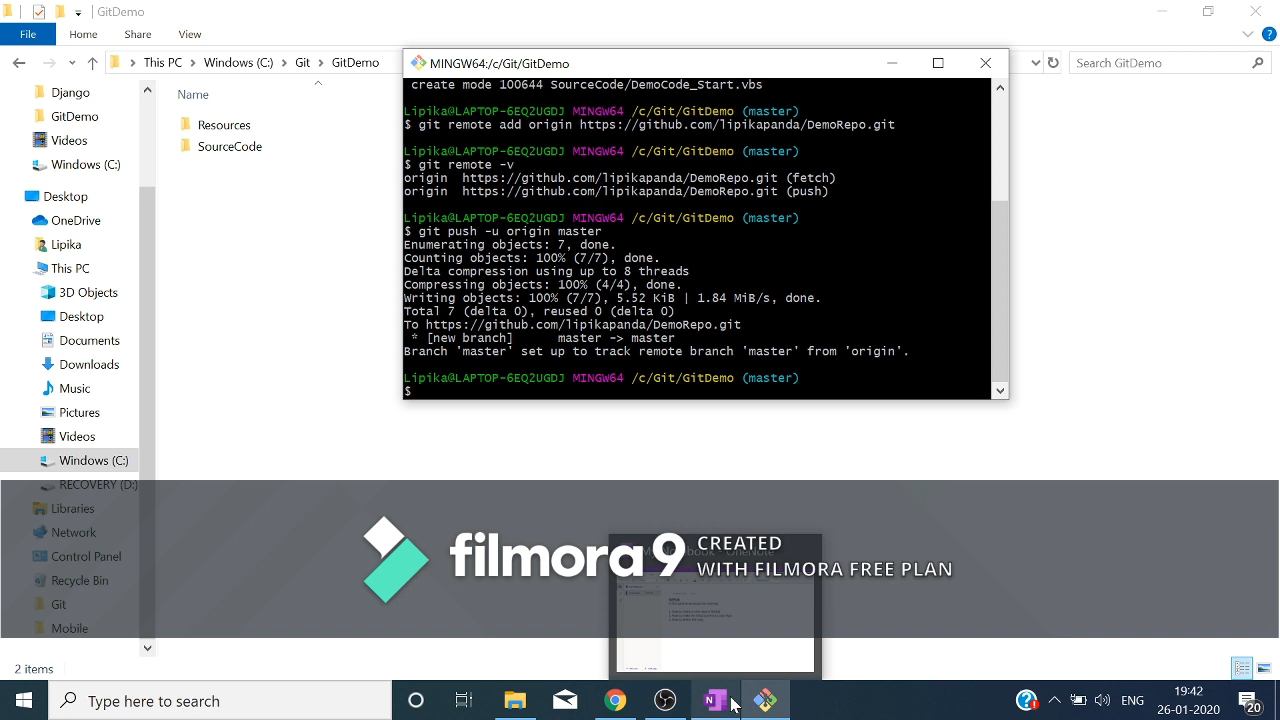 GitDemo
File Home Share View
This PC Windows (C:) Git GitDemo
Search GitDemo
Django
GitDemo
Videos
Windows (C:)
Desktop
OneDrive
Lipika
This PC
3D Objects
Desktop
Documents
Downloads
Music
Pictures
Videos
Windows (C:)
RECOVERY (D:)
Libraries
Network
Control Panel
Recycle Bin
Git
Mobile
2 items
Name
Resources
SourceCode
MINGW64:/c/Git/GitDemo
create mode 100644 SourceCode/DemoCode_Start.vbs
Lipika@LAPTOP-6EQ2UGDJ MINGW64 /c/Git/GitDemo (master)
$ git remote add origin https://github.com/lipikapanda/DemoRepo.git
Lipika@LAPTOP-6EQ2UGDJ MINGW64 /c/Git/GitDemo (master)
$ git remote -v
origin https://github.com/lipikapanda/DemoRepo.git (fetch)
origin https://github.com/lipikapanda/DemoRepo.git (push)
Lipika@LAPTOP-6EQ2UGDJ MINGW64 /c/Git/GitDemo (master)
$ git push -u origin master
Enumerating objects: 7, done.
Counting objects: 100% (7/7), done.
Delta compression using up to 8 threads
Compressing objects: 100% (4/4), done.
Writing objects: 100% (7/7), 5.52 KiB | 1.84 MiB/s, done.
Total 7 (delta 0), reused 0 (delta 0)
To https://github.com/lipikapanda/DemoRepo.git
* [new branch] master -> master
Branch 'master' set up to track remote branch 'master' from 'origin'.
Lipika@LAPTOP-6EQ2UGDJ MINGW64 /c/Git/GitDemo (master)
$
filmora9 CREATED
WITH FILMORA FREE PLAN
OneNote
Type here to search
ENG
19:42
26-01-2020
20